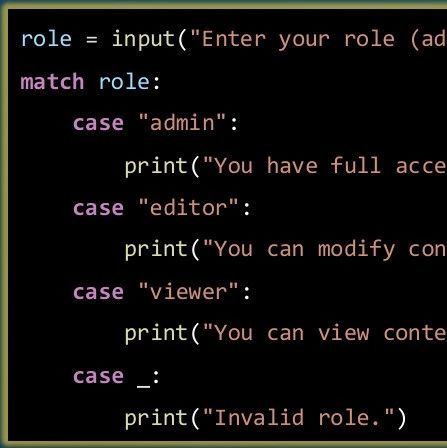 role = input("Enter your role (ad
match role:
    case "admin":
        print("You have full acce
    case "editor":
        print("You can modify con
    case "viewer":
        print("You can view conte
    case _:
        print("Invalid role.")